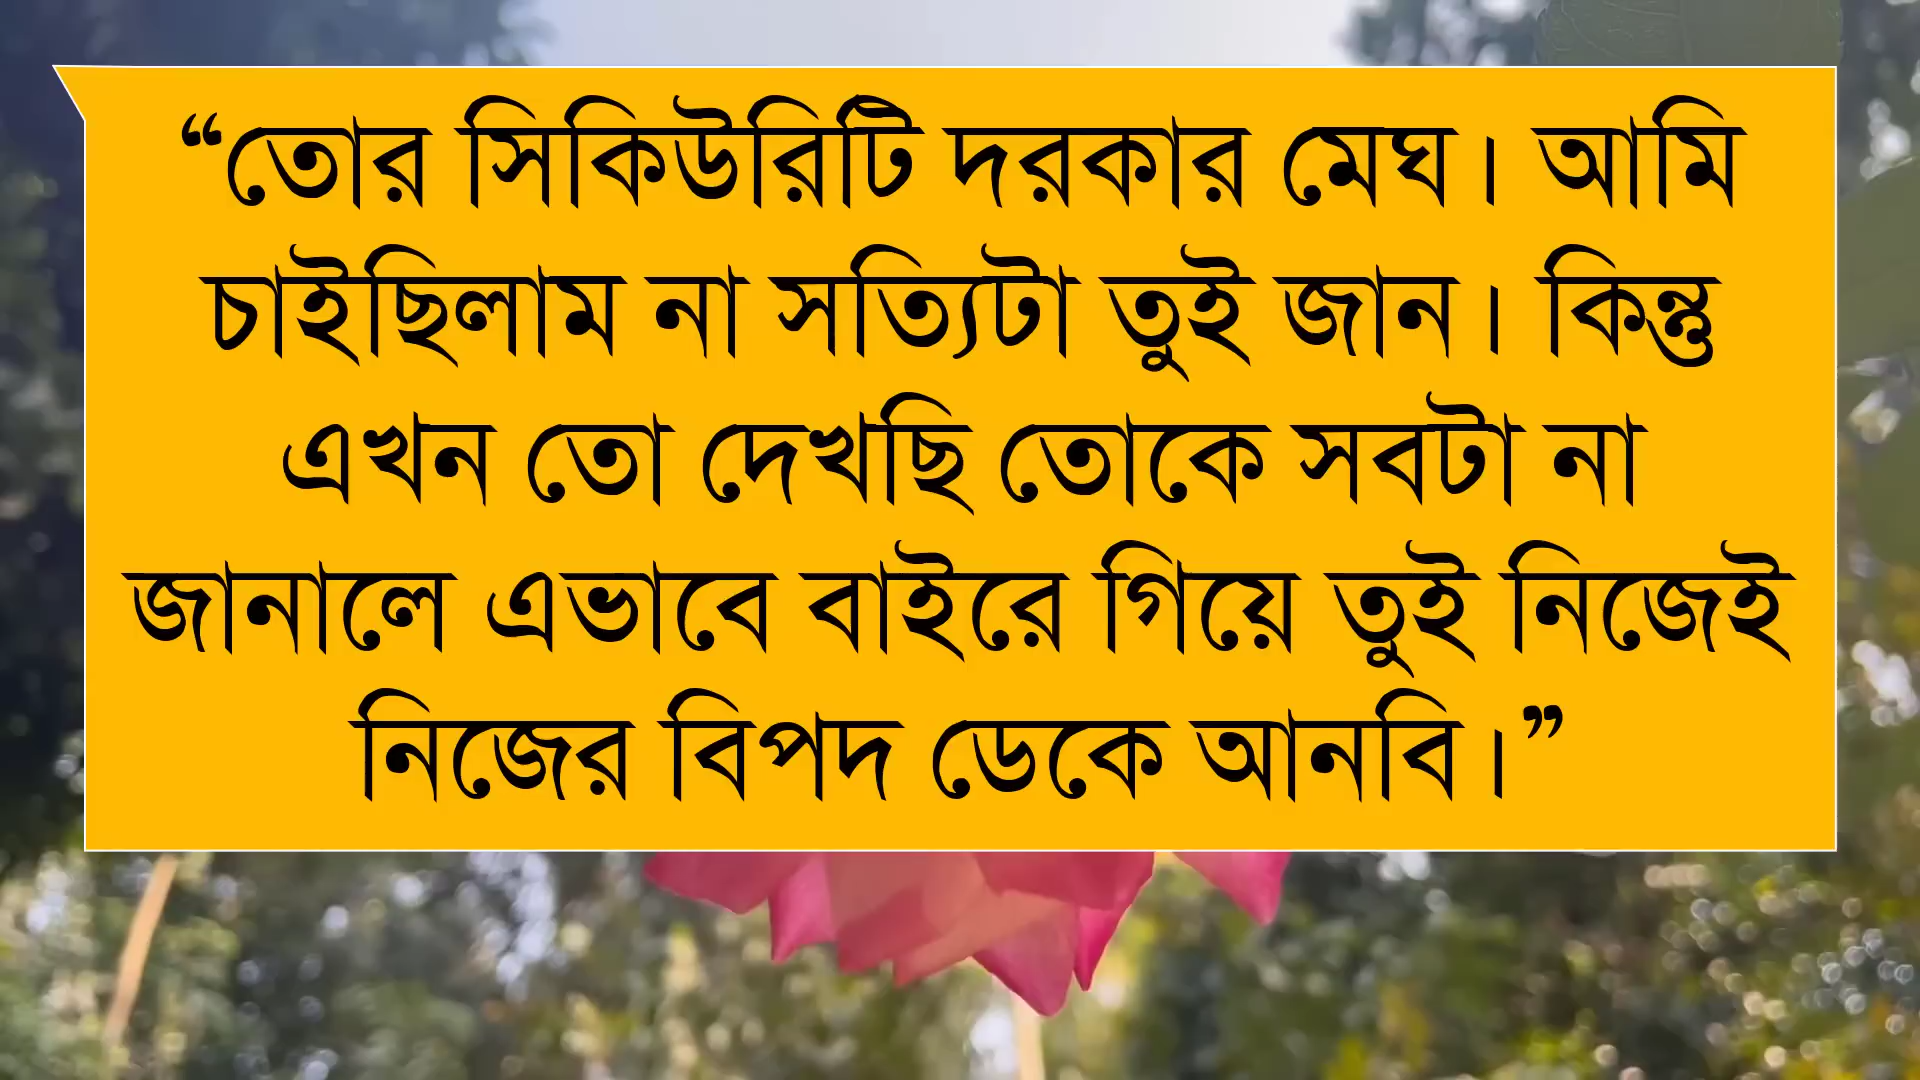 “তোর সিকিউরিটি দরকার মেঘ। আমি
চাইছিলাম না সত্যিটা তুই জান। কিন্তু
এখন তো দেখছি তোকে সবটা না
জানালে এভাবে বাইরে গিয়ে তুই নিজেই
নিজের বিপদ ডেকে আনবি।”